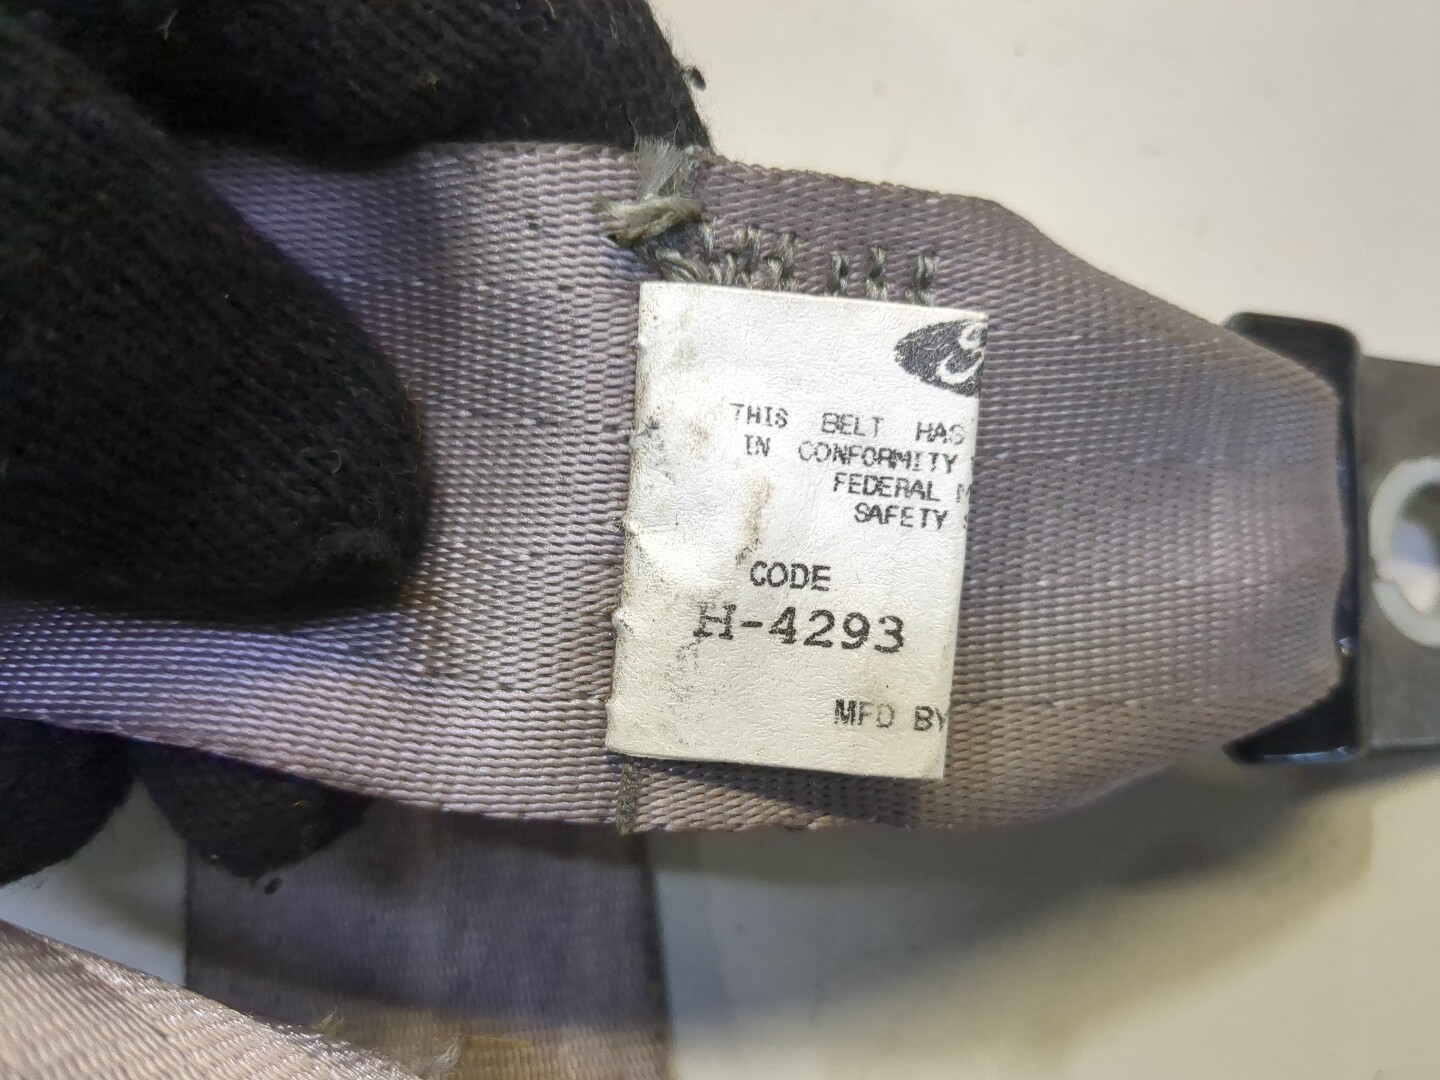 THIS BELT HAS
IN CONFORMITY
FEDERAL M
SAFETY
CODE
H-4293
MFD BY